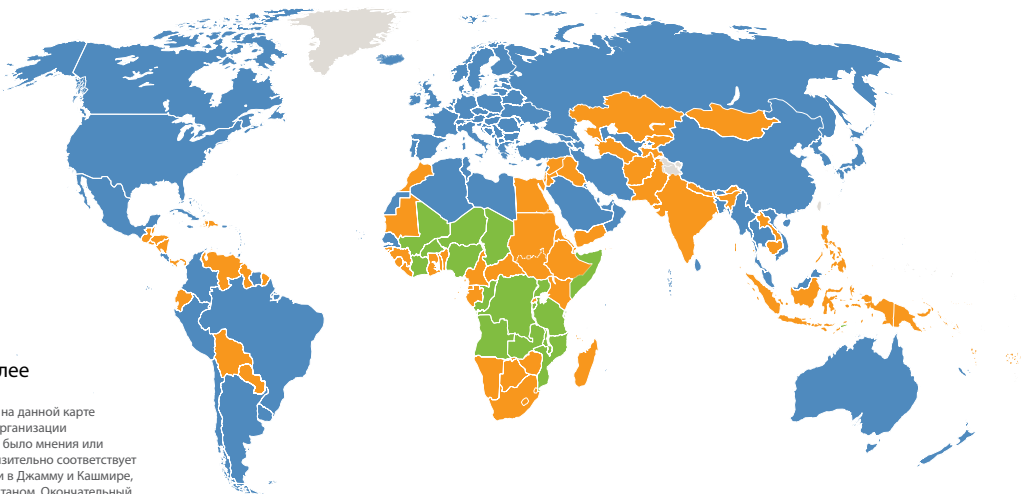 лее
на данной карте
рганизации
было мнения или
зительно соответствует
и в Джамму и Кашмире,
таном. Окончательный